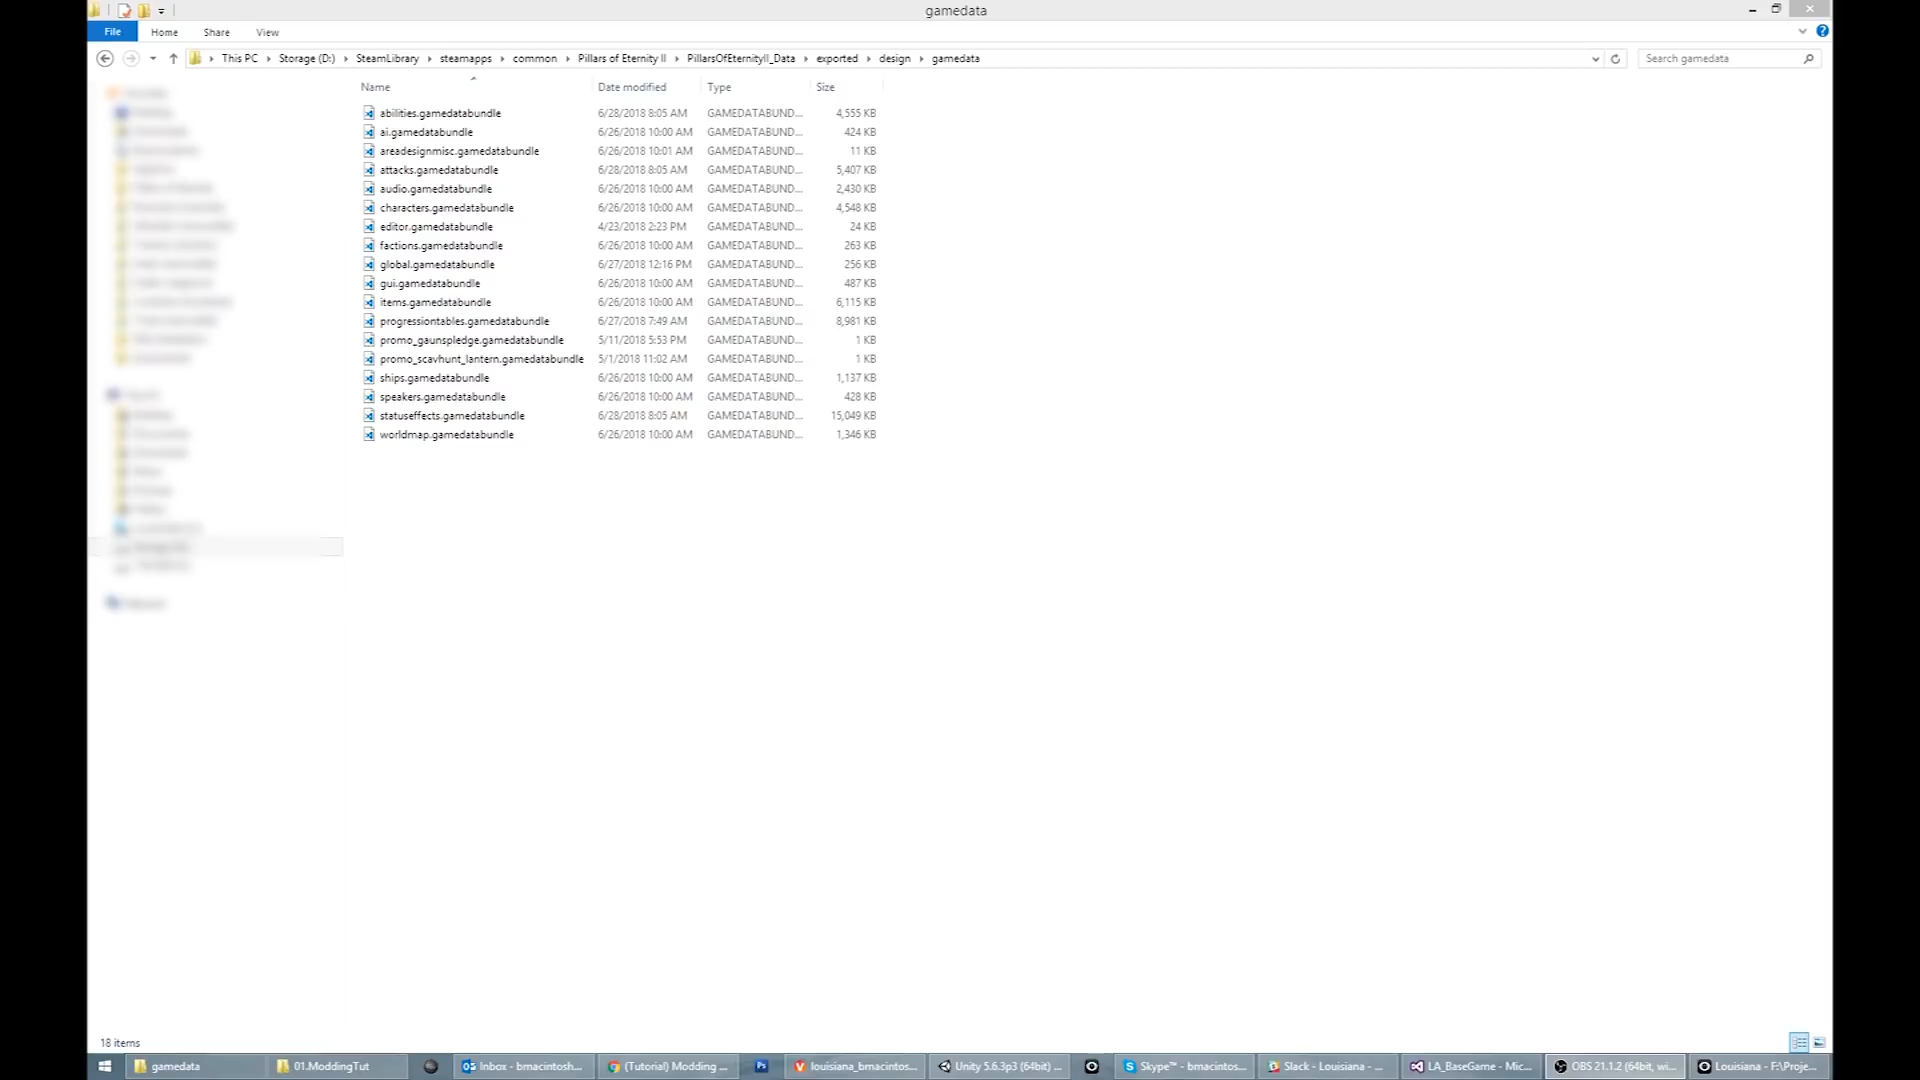 gamedata
File Home Share View
This PC Storage (D:) SteamLibrary steamapps common Pillars of Eternity II PillarsOfEternityII_Data exported design gamedata
Search gamedata
Name Date modified Type Size
abilities.gamedatabundle 6/28/2018 8:05 AM GAMEDATABUND... 4,555 KB
ai.gamedatabundle 6/26/2018 10:00 AM GAMEDATABUND... 424 KB
areadesignmisc.gamedatabundle 6/26/2018 10:01 AM GAMEDATABUND... 11 KB
attacks.gamedatabundle 6/28/2018 8:05 AM GAMEDATABUND... 5,407 KB
audio.gamedatabundle 6/26/2018 10:00 AM GAMEDATABUND... 2,430 KB
characters.gamedatabundle 6/26/2018 10:00 AM GAMEDATABUND... 4,548 KB
editor.gamedatabundle 4/23/2018 2:23 PM GAMEDATABUND... 24 KB
factions.gamedatabundle 6/26/2018 10:00 AM GAMEDATABUND... 263 KB
global.gamedatabundle 6/27/2018 12:16 PM GAMEDATABUND... 256 KB
gui.gamedatabundle 6/26/2018 10:00 AM GAMEDATABUND... 487 KB
items.gamedatabundle 6/26/2018 10:00 AM GAMEDATABUND... 6,115 KB
progressiontables.gamedatabundle 6/27/2018 7:49 AM GAMEDATABUND... 8,981 KB
promo_gaunspledge.gamedatabundle 5/11/2018 5:53 PM GAMEDATABUND... 1 KB
promo_scavhunt_lantern.gamedatabundle 5/1/2018 11:02 AM GAMEDATABUND... 1 KB
ships.gamedatabundle 6/26/2018 10:00 AM GAMEDATABUND... 1,137 KB
speakers.gamedatabundle 6/26/2018 10:00 AM GAMEDATABUND... 428 KB
statuseffects.gamedatabundle 6/28/2018 8:05 AM GAMEDATABUND... 15,049 KB
worldmap.gamedatabundle 6/26/2018 10:00 AM GAMEDATABUND... 1,346 KB
18 items
gamedata 01.ModdingTut Inbox - bmacintosh... (Tutorial) Modding ... louisiana_bmacintos... Unity 5.6.3p3 (64bit) ... Skype™ - bmacintos... Slack - Louisiana - ... LA_BaseGame - Mic... OBS 21.1.2 (64bit, wi... Louisiana - F:\Proje...